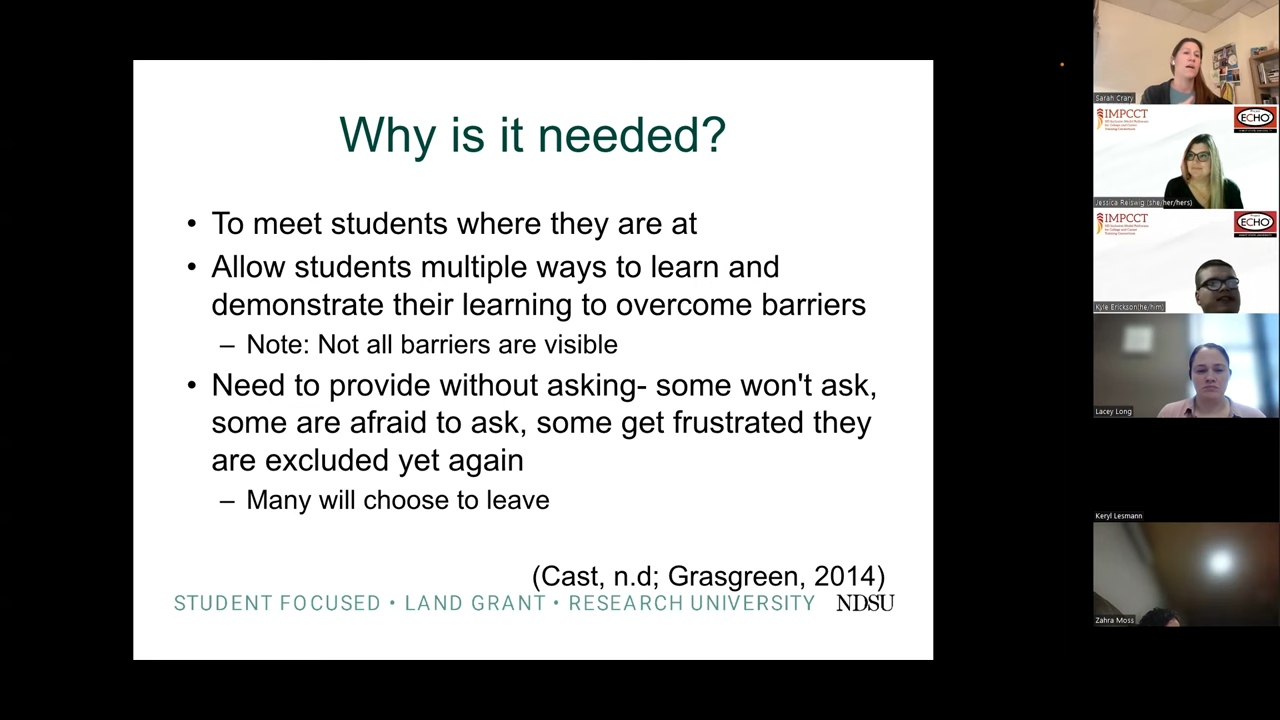 Why is it needed?
• To meet students where they are at
• Allow students multiple ways to learn and
demonstrate their learning to overcome barriers
– Note: Not all barriers are visible
• Need to provide without asking- some won't ask,
some are afraid to ask, some get frustrated they
are excluded yet again
– Many will choose to leave
(Cast, n.d; Grasgreen, 2014)
STUDENT FOCUSED • LAND GRANT • RESEARCH UNIVERSITY NDSU
Sarah Crary
IMPCCT
ECHO
Jessica Reiswig (she/her/hers)
IMPCCT
ECHO
Kyle Erickson(he/him)
Lacey Long
Keryl Lesmann
Zahra Moss